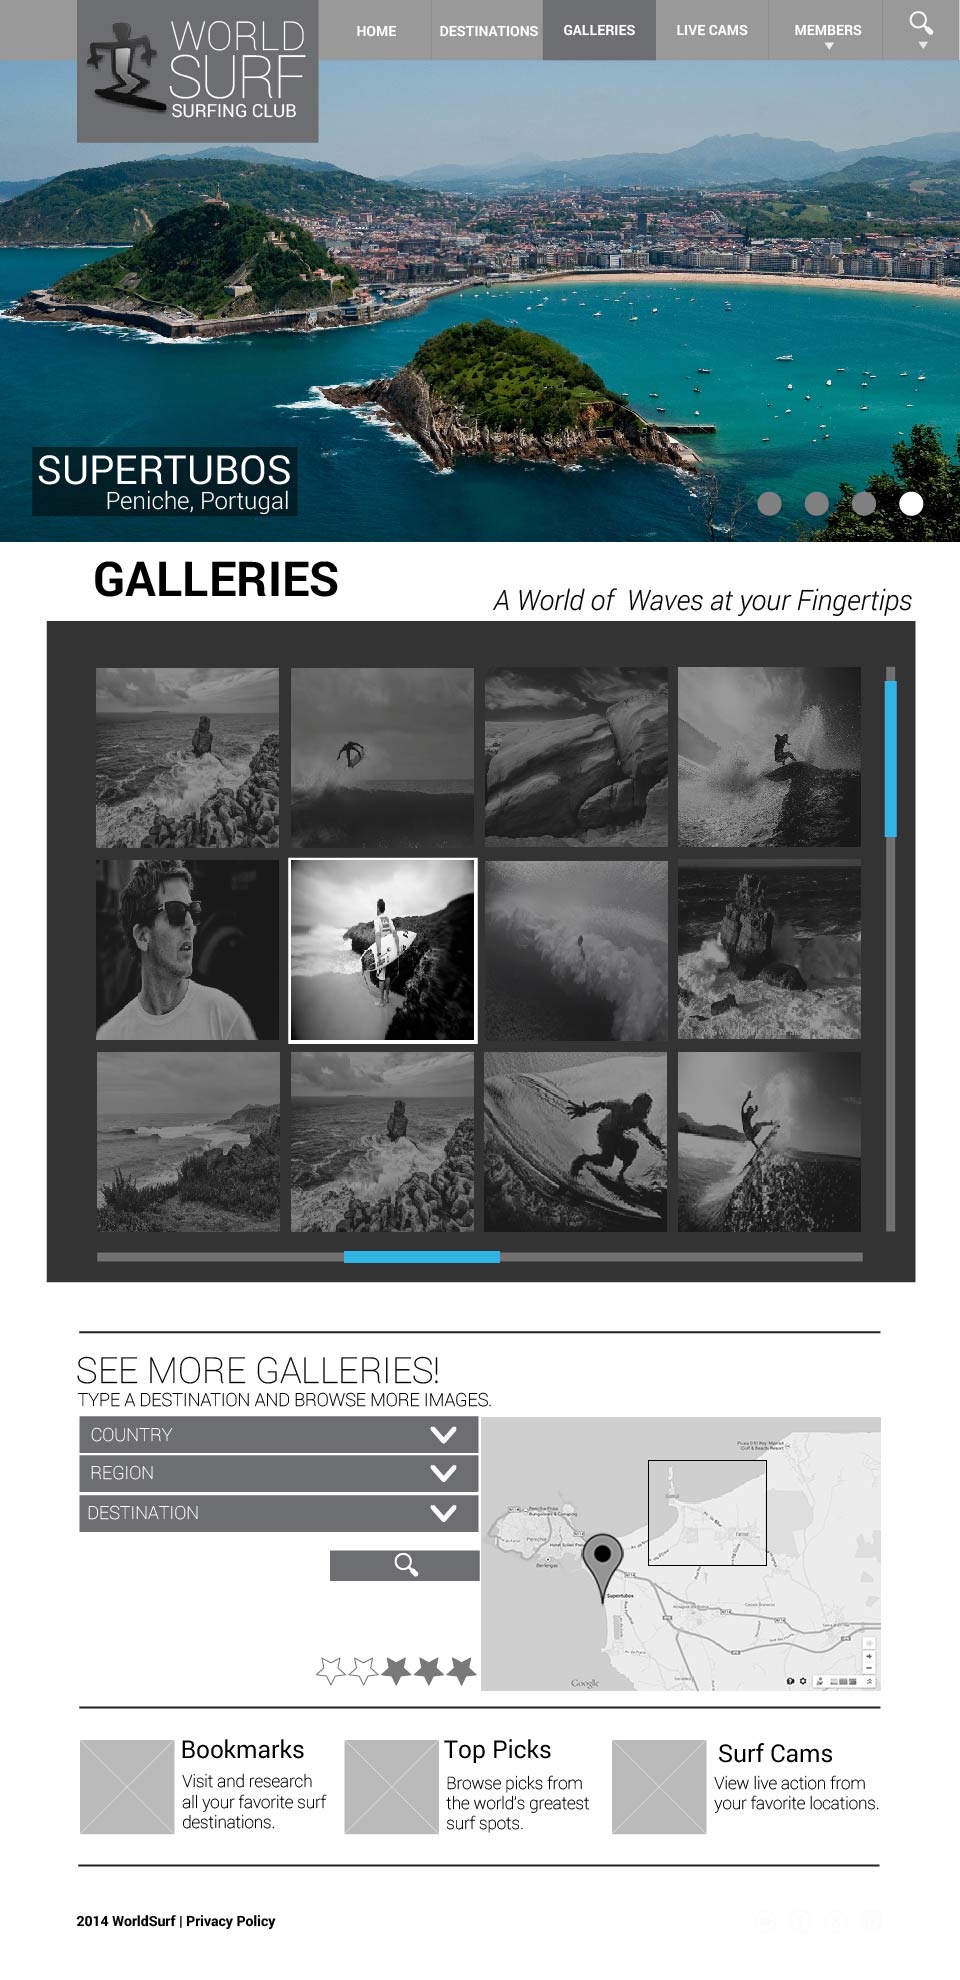 HOME
DESTINATIONS
GALLERIES
LIVE CAMS
MEMBERS
WORLD
SURF
SURFING CLUB
SUPERTUBOS
Peniche, Portugal
GALLERIES
A World of Waves at your Fingertips
SEE MORE GALLERIES!
TYPE A DESTINATION AND BROWSE MORE IMAGES.
COUNTRY
REGION
DESTINATION
Peniche
Berlengas
Supertubos
Google
Bookmarks
Visit and research
all your favorite surf
destinations.
Top Picks
Browse picks from
the world's greatest
surf spots.
Surf Cams
View live action from
your favorite locations.
2014 WorldSurf | Privacy Policy